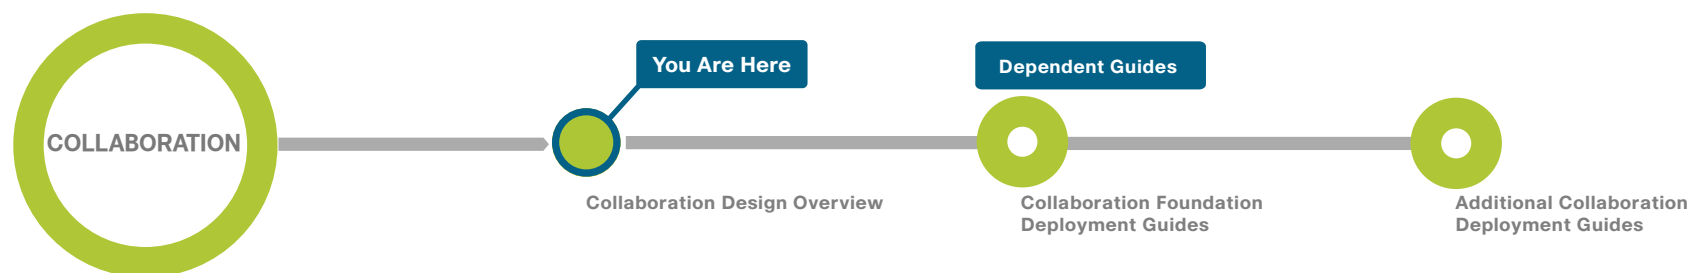 You Are Here
Dependent Guides
COLLABORATION
Collaboration Design Overview
Collaboration Foundation
Deployment Guides
Additional Collaboration
Deployment Guides